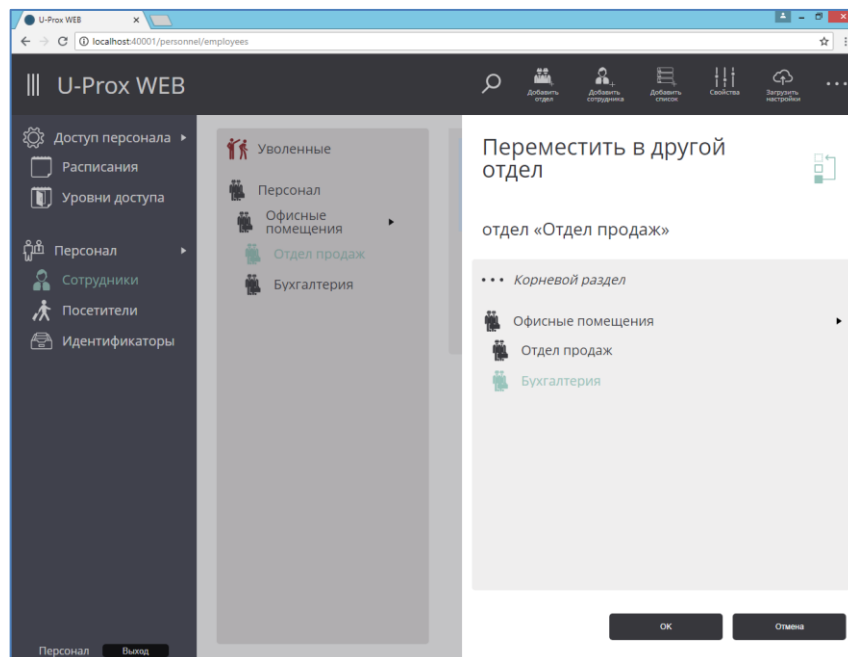 U-Prox WEB
localhost:40001/personnel/employees
U-Prox WEB
Добавить отдел
Добавить сотрудника
Добавить список
Свойства
Загрузить настройки
Доступ персонала
Расписания
Уровни доступа
Персонал
Сотрудники
Посетители
Идентификаторы
Персонал
Выход
Уволенные
Персонал
Офисные
помещения
Отдел продаж
Бухгалтерия
Переместить в другой
отдел
отдел «Отдел продаж»
Корневой раздел
Офисные помещения
Отдел продаж
Бухгалтерия
ОК
Отмена